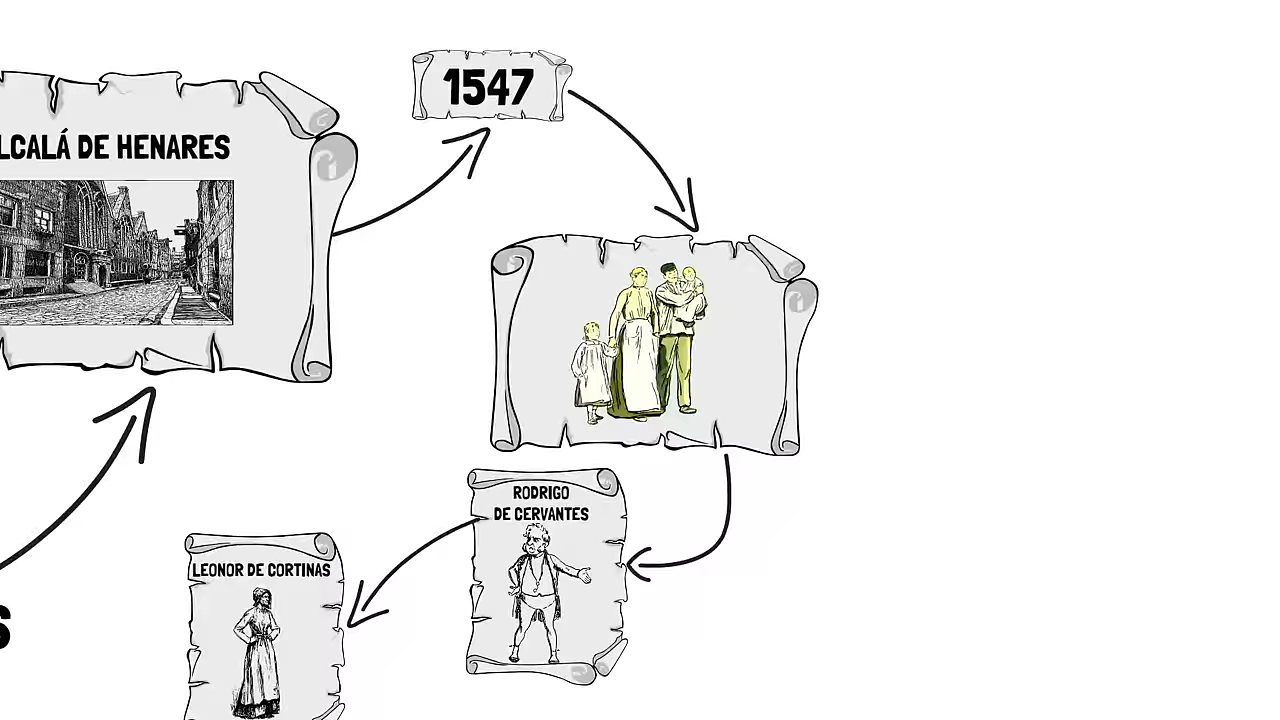 1547
LCALÁ DE HENARES
RODRIGO
DE CERVANTES
LEONOR DE CORTINAS
S